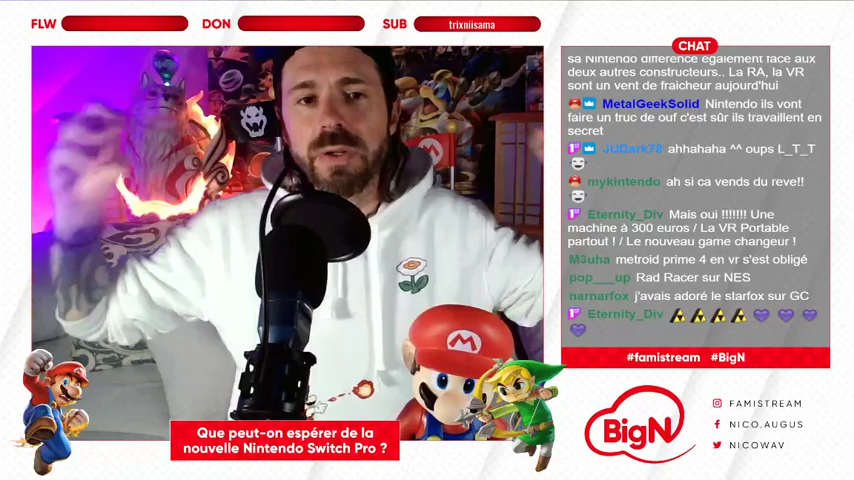 FLW
DON
SUB
trixniisama
CHAT
sa Nintendo différence également face aux
deux autres constructeurs.. La RA, la VR
sont un vent de fraicheur aujourd'hui
MetalGeekSolid Nintendo ils vont
faire un truc de ouf c'est sûr ils travaillent en
secret
JUDark78 ahhahaha ^^ oups L_T_T
mykintendo ah si ca vends du reve!!
Eternity_Div Mais oui !!!!!!! Une
machine à 300 euros / La VR Portable
partout ! / Le nouveau game changeur !
M3uha metroid prime 4 en vr s'est obligé
pop___up Rad Racer sur NES
narnarfox j'avais adoré le starfox sur GC
Eternity_Div
#famistream #BigN
Que peut-on espérer de la
nouvelle Nintendo Switch Pro ?
BigN
FAMISTREAM
NICO.AUGUS
NICOWAV